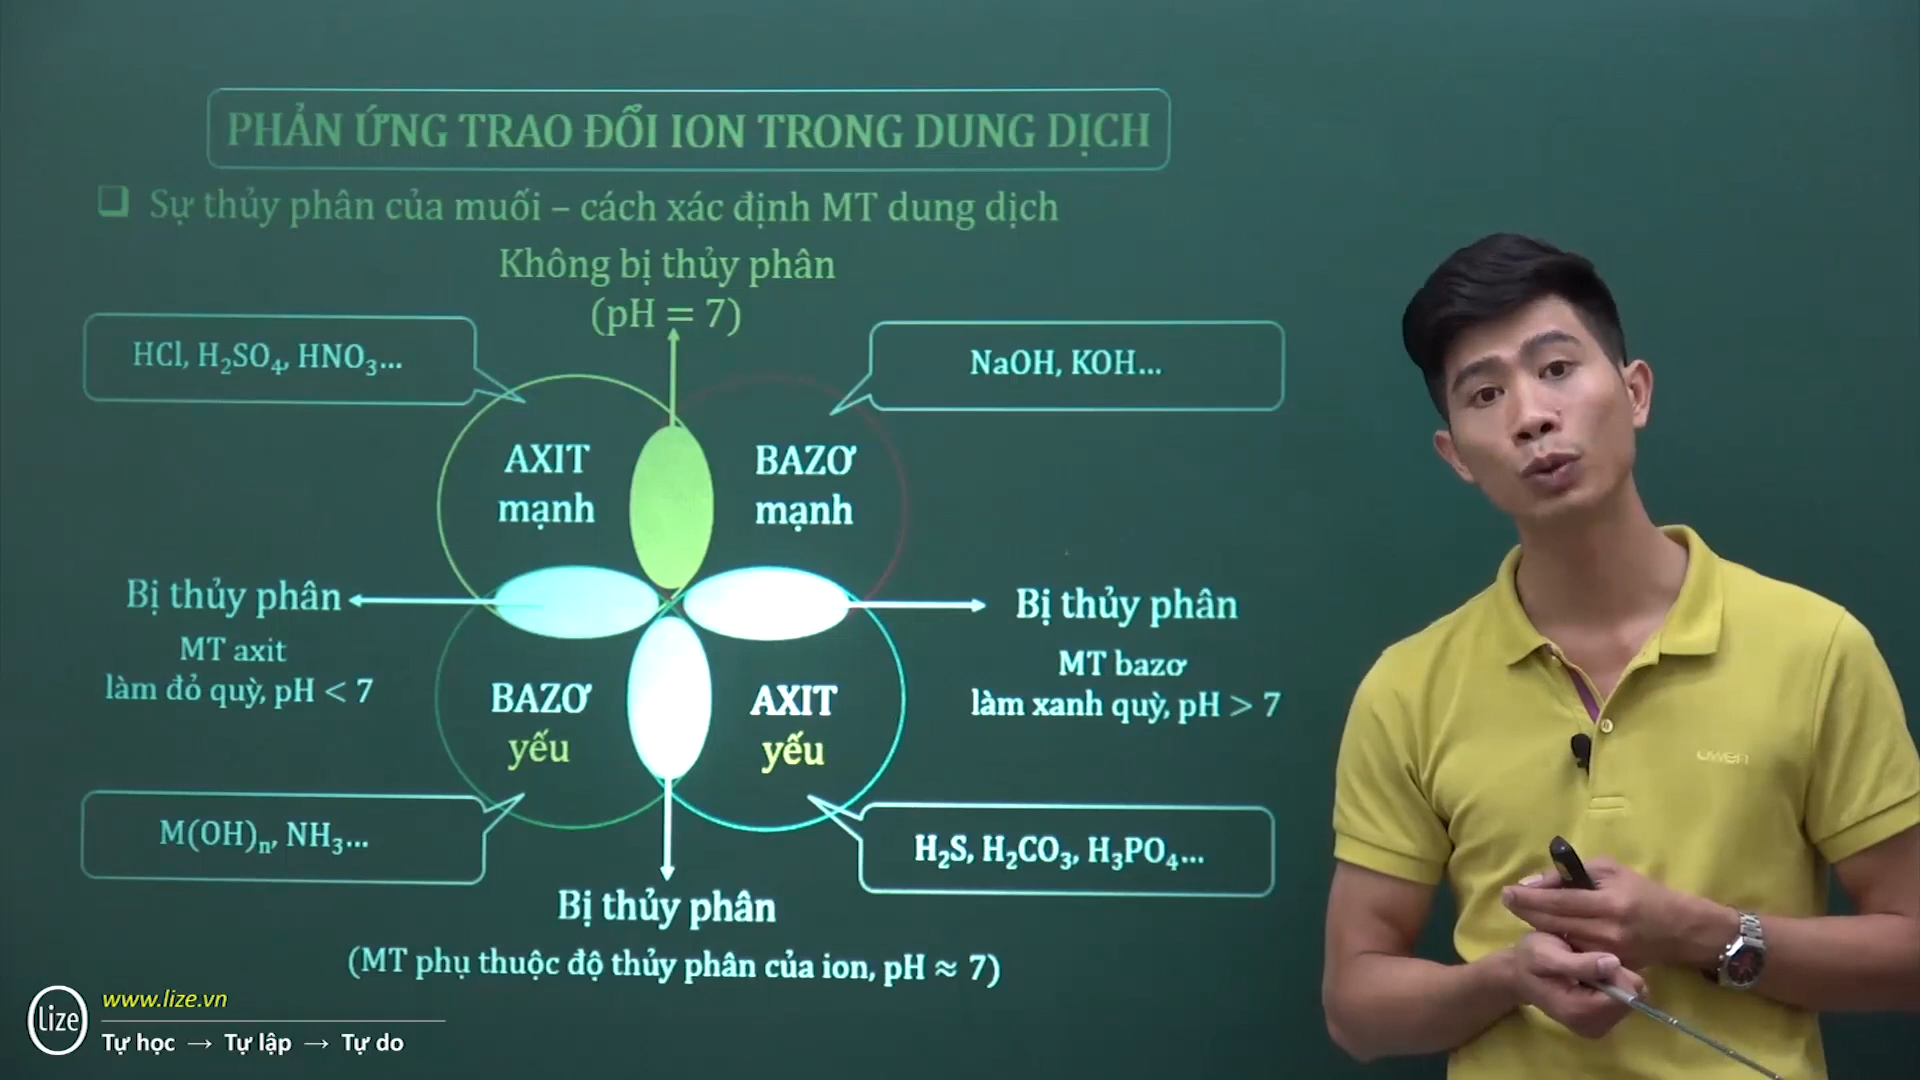 PHẢN ỨNG TRAO ĐỔI ION TRONG DUNG DỊCH
❑ Sự thủy phân của muối – cách xác định MT dung dịch
Không bị thủy phân
(pH = 7)
HCl, H₂SO₄, HNO₃...
NaOH, KOH...
AXIT
mạnh
BAZƠ
mạnh
Bị thủy phân
MT axit
làm đỏ quỳ, pH < 7
Bị thủy phân
MT bazơ
làm xanh quỳ, pH > 7
BAZƠ
yếu
AXIT
yếu
M(OH)ₙ, NH₃...
H₂S, H₂CO₃, H₃PO₄...
Bị thủy phân
(MT phụ thuộc độ thủy phân của ion, pH ≈ 7)
owen
lize
www.lize.vn
Tự học → Tự lập → Tự do